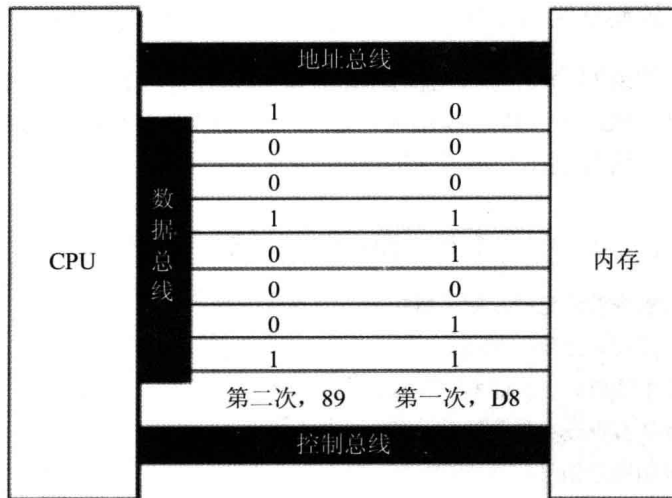 地址总线
1 0
0 0
0 0
1 1
0 1
0 0
0 1
1 1
CPU
数据总线
内存
第二次，89 第一次，D8
控制总线